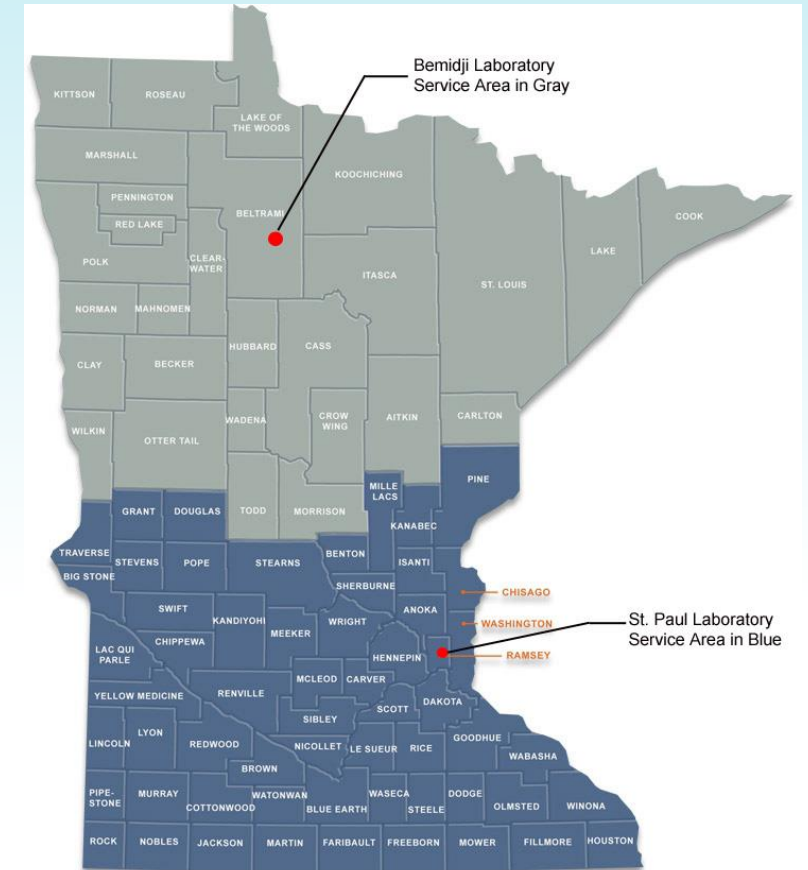 Bemidji Laboratory
Service Area in Gray
KITTSON
ROSEAU
LAKE OF
THE WOODS
MARSHALL
KOOCHICHING
PENNINGTON
RED LAKE
BELTRAMI
COOK
POLK
CLEAR-
WATER
ITASCA
LAKE
ST. LOUIS
NORMAN
MAHNOMEN
HUBBARD
CASS
CLAY
BECKER
WADENA
CROW
WING
AITKIN
CARLTON
WILKIN
OTTER TAIL
TODD
MORRISON
MILLE
LACS
PINE
GRANT
DOUGLAS
KANABEC
TRAVERSE
STEVENS
POPE
STEARNS
BENTON
ISANTI
BIG STONE
SHERBURNE
CHISAGO
SWIFT
KANDIYOHI
WRIGHT
ANOKA
WASHINGTON
St. Paul Laboratory
Service Area in Blue
CHIPPEWA
MEEKER
LAC QUI
PARLE
HENNEPIN
RAMSEY
MCLEOD
CARVER
YELLOW MEDICINE
RENVILLE
SCOTT
DAKOTA
SIBLEY
LINCOLN
LYON
REDWOOD
NICOLLET
LE SUEUR
RICE
GOODHUE
WABASHA
BROWN
PIPE-
STONE
MURRAY
COTTONWOOD
WATONWAN
BLUE EARTH
WASECA
STEELE
DODGE
OLMSTED
WINONA
ROCK
NOBLES
JACKSON
MARTIN
FARIBAULT
FREEBORN
MOWER
FILLMORE
HOUSTON